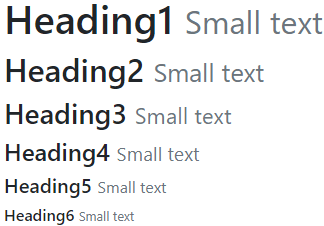 Heading1 Small text
Heading2 Small text
Heading3 Small text
Heading4 Small text
Heading5 Small text
Heading6 Small text